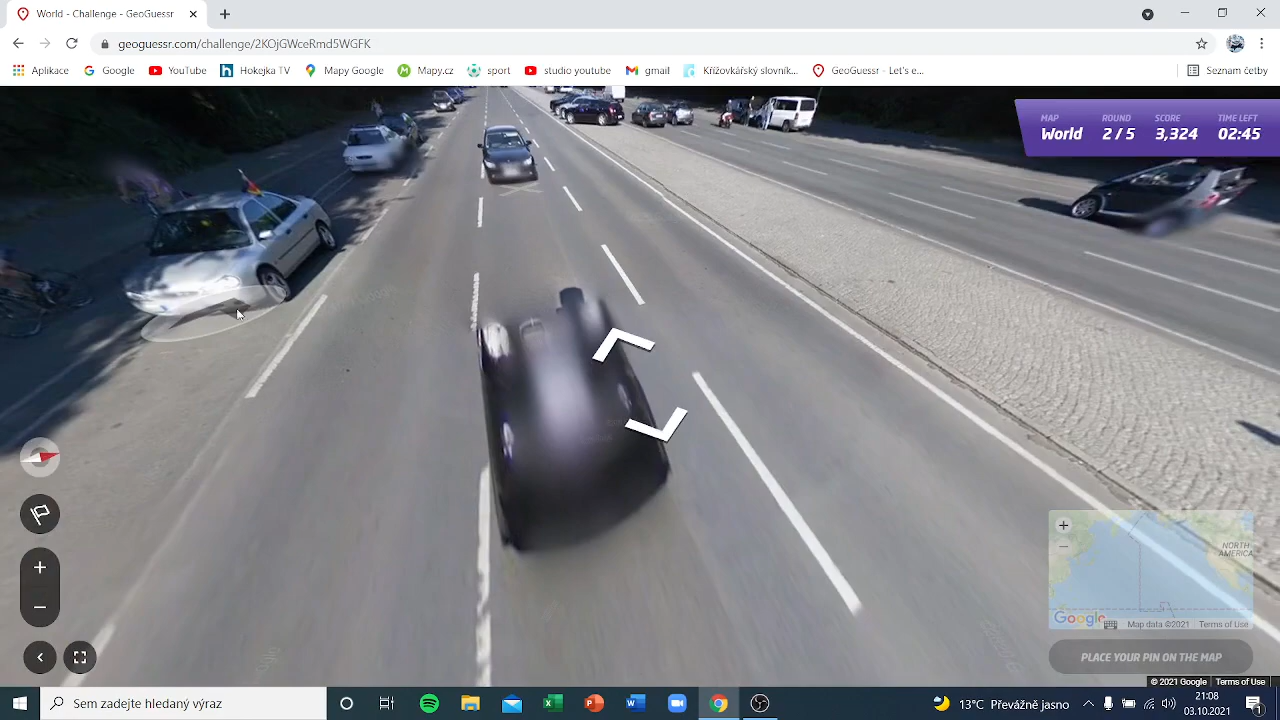 World - Challenge - GeoGuessr
geoguessr.com/challenge/2KOjGWceRmd5WGFK
Aplikace Google YouTube Hokejka TV Mapy Google Mapy.cz sport studio youtube gmail Křížovkářský slovník... GeoGuessr - Let's e... Seznam četby
MAP ROUND SCORE TIME LEFT
World 2 / 5 3,324 02:45
NORTH
AMERICA
Google Map data ©2021 Terms of Use
PLACE YOUR PIN ON THE MAP
© 2021 Google Terms of Use
Sem zadejte hledaný výraz
13°C Převážně jasno
21:08
03.10.2021